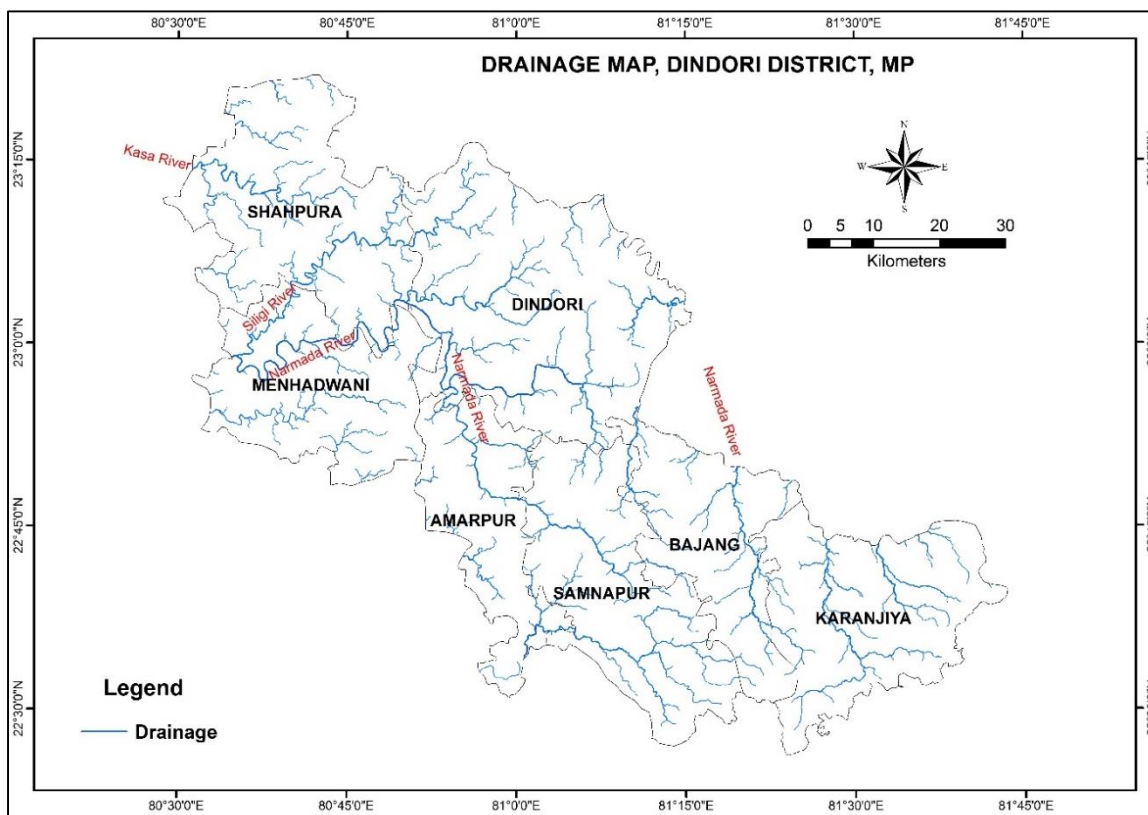 80°30'0"E
80°45'0"E
81°0'0"E
81°15'0"E
81°30'0"E
81°45'0"E
DRAINAGE MAP, DINDORI DISTRICT, MP
N
W
E
S
0 5 10 20 30
Kilometers
23°15'0"N
23°0'0"N
22°45'0"N
22°30'0"N
Kasa River
SHAHPURA
Siligi River
DINDORI
Narmada River
MENHADWANI
Narmada River
Narmada River
AMARPUR
BAJANG
SAMNAPUR
KARANJIYA
Legend
Drainage
80°30'0"E
80°45'0"E
81°0'0"E
81°15'0"E
81°30'0"E
81°45'0"E